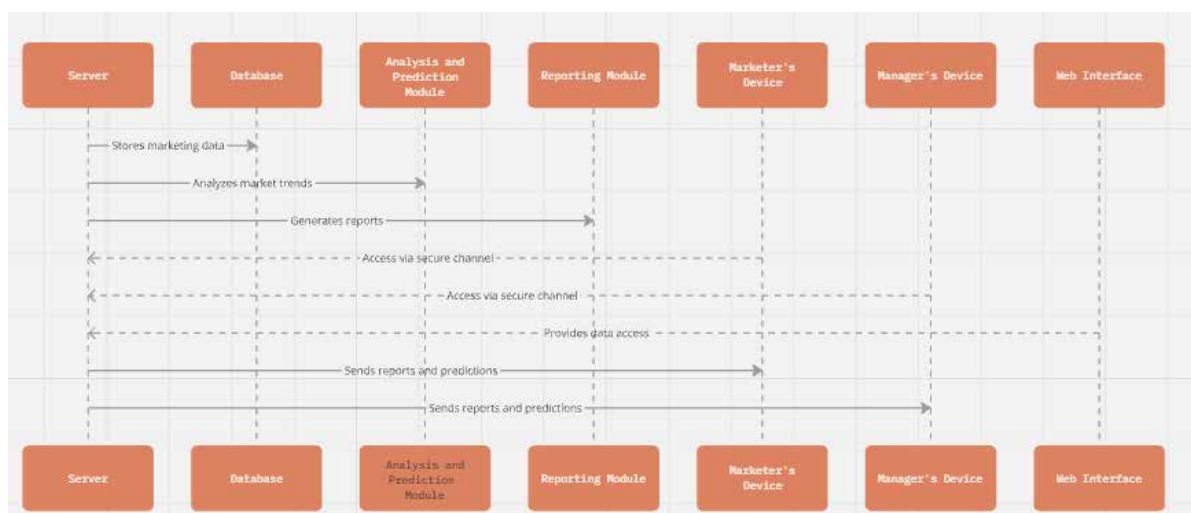 Server
Database
Analysis and
Prediction
Module
Reporting Module
Marketer's
Device
Manager's Device
Web Interface
Stores marketing data
Analyzes market trends
Generates reports
Access via secure channel
Access via secure channel
Provides data access
Sends reports and predictions
Sends reports and predictions
Server
Database
Analysis and
Prediction
Module
Reporting Module
Marketer's
Device
Manager's Device
Web Interface